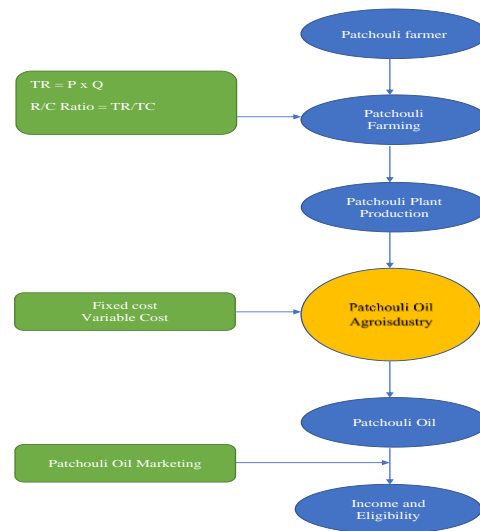 Patchouli farmer
TR = P x Q
R/C Ratio = TR/TC
Patchouli
Farming
Patchouli Plant
Production
Fixed cost
Variable Cost
Patchouli Oil
Agroisdustry
Patchouli Oil
Patchouli Oil Marketing
Income and
Eligibility